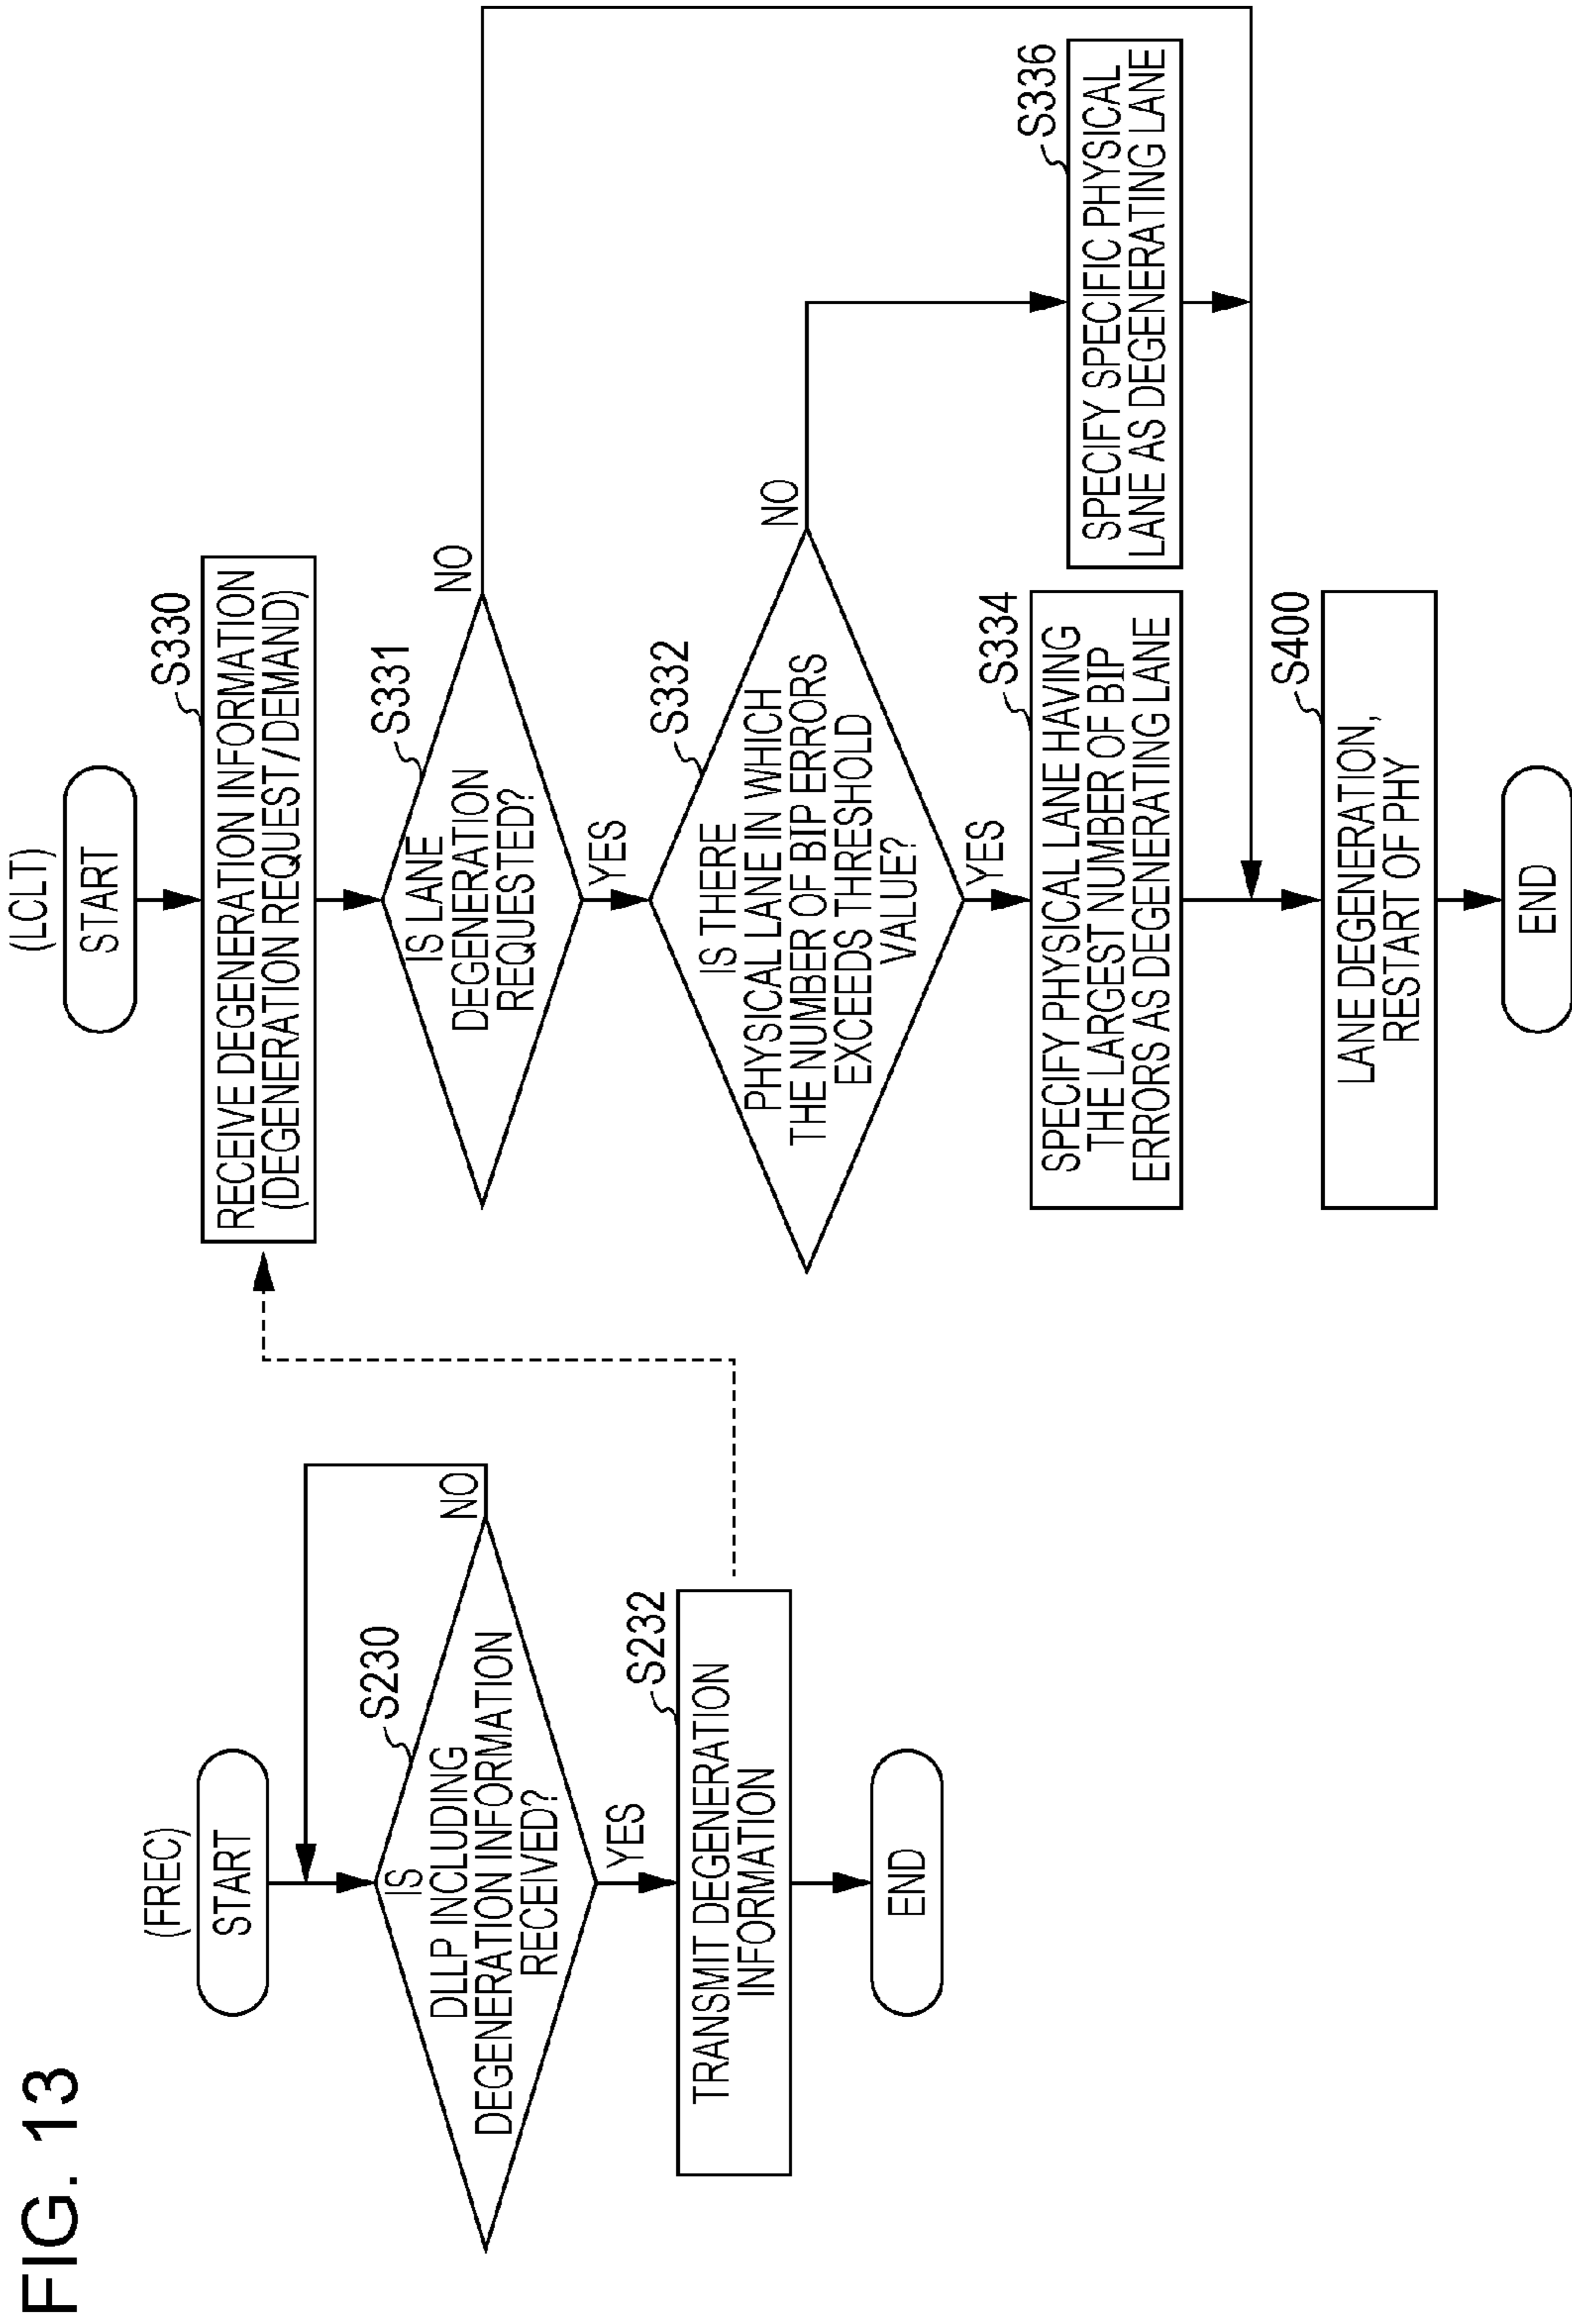 FIG. 13
(FREC)
START
S230
IS
DLLP INCLUDING
DEGENERATION INFORMATION
RECEIVED?
NO
YES
S232
TRANSMIT DEGENERATION
INFORMATION
END
(LCLT)
START
S330
RECEIVE DEGENERATION INFORMATION
(DEGENERATION REQUEST/DEMAND)
S331
IS LANE
DEGENERATION
REQUESTED?
NO
YES
S332
IS THERE
PHYSICAL LANE IN WHICH
THE NUMBER OF BIP ERRORS
EXCEEDS THRESHOLD
VALUE?
NO
YES
S334
SPECIFY PHYSICAL LANE HAVING
THE LARGEST NUMBER OF BIP
ERRORS AS DEGENERATING LANE
S336
SPECIFY SPECIFIC PHYSICAL
LANE AS DEGENERATING LANE
S400
LANE DEGENERATION,
RESTART OF PHY
END